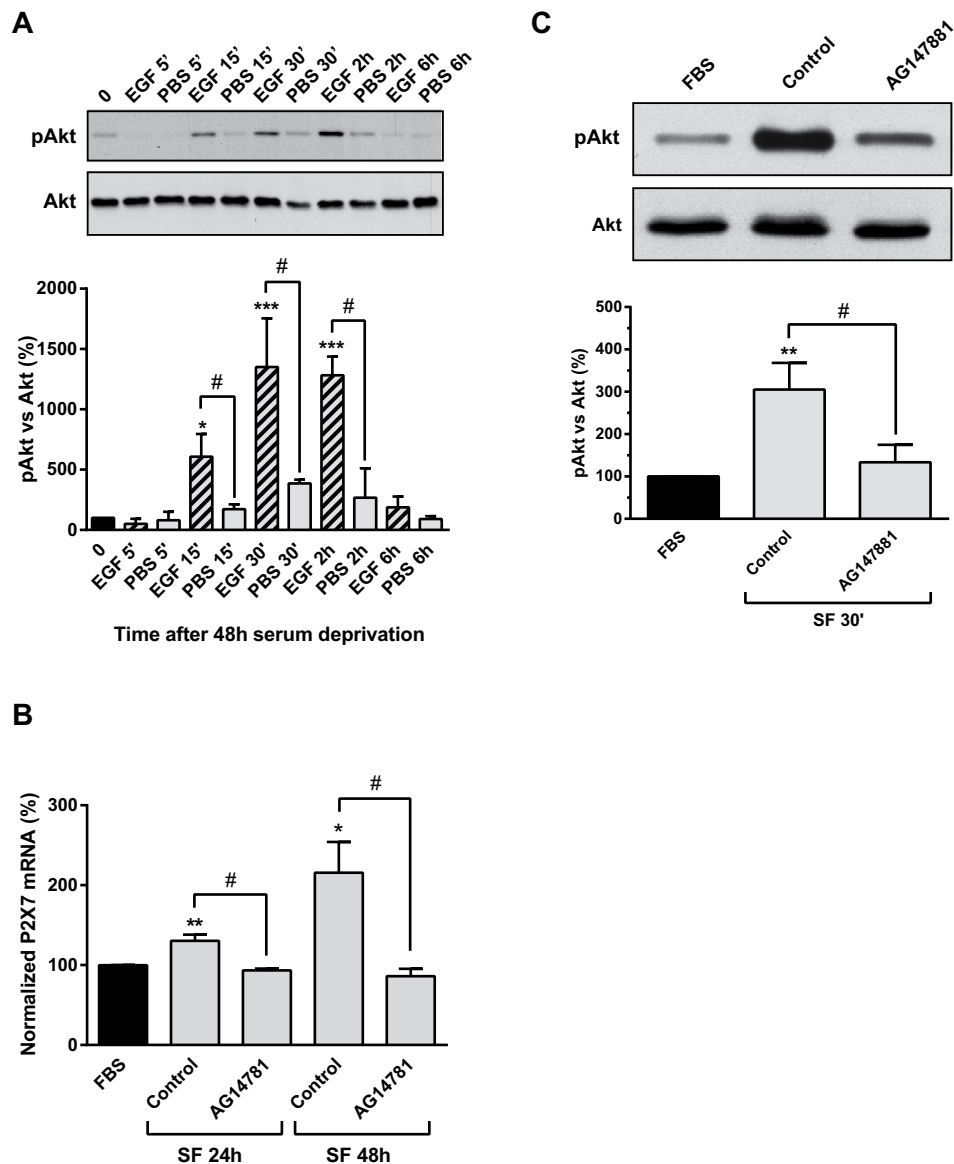 A
0
EGF 5'
PBS 5'
EGF 15'
PBS 15'
EGF 30'
PBS 30'
EGF 2h
PBS 2h
EGF 6h
PBS 6h
pAkt
Akt
pAkt vs Akt (%)
2000
1500
1000
500
0
*
#
***
#
***
#
0
EGF 5'
PBS 5'
EGF 15'
PBS 15'
EGF 30'
PBS 30'
EGF 2h
PBS 2h
EGF 6h
PBS 6h
Time after 48h serum deprivation
B
Normalized P2X7 mRNA (%)
300
200
100
0
**
#
*
#
FBS
Control
AG14781
Control
AG14781
SF 24h
SF 48h
C
FBS
Control
AG147881
pAkt
Akt
pAkt vs Akt (%)
500
400
300
200
100
0
**
#
FBS
Control
AG147881
SF 30'